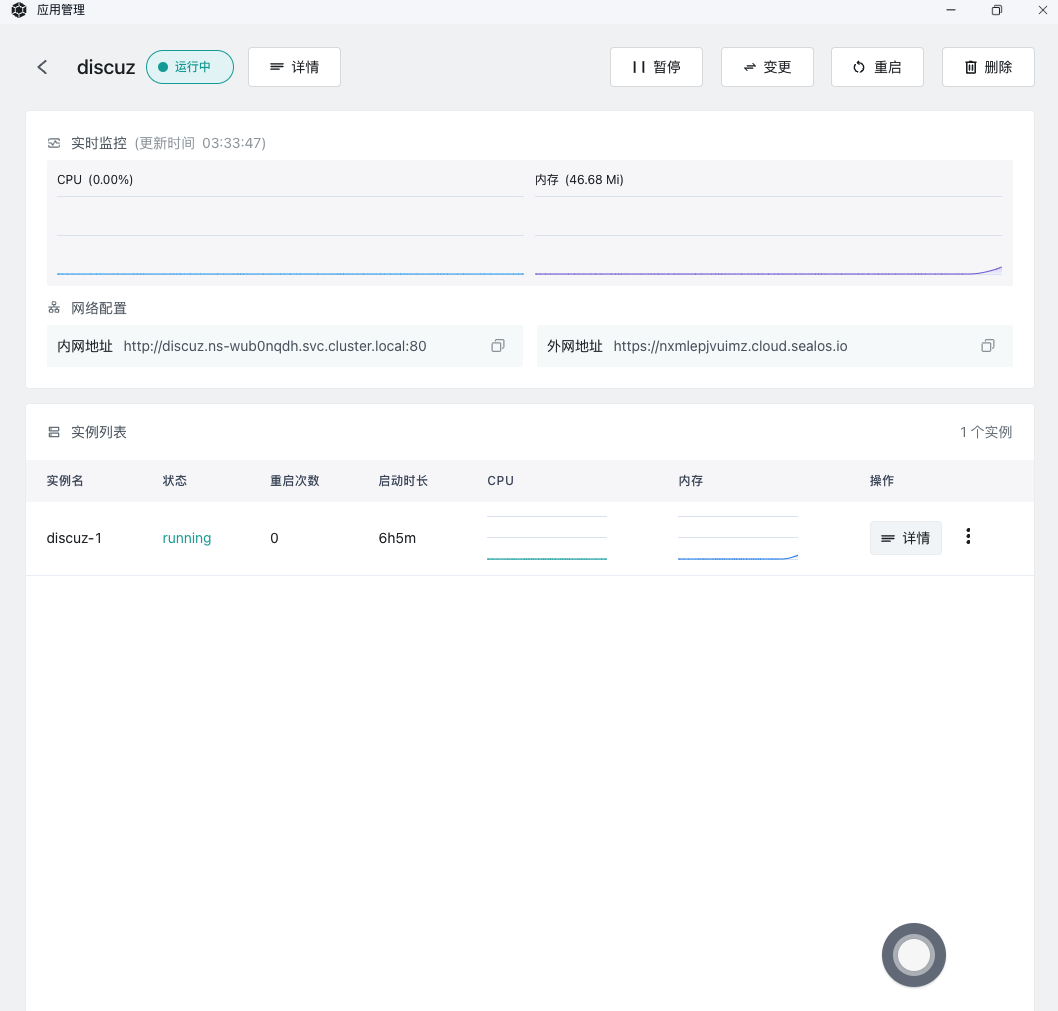 应用管理
discuz 运行中 详情 暂停 变更 重启 删除
实时监控 (更新时间 03:33:47)
CPU (0.00%) 内存 (46.68 Mi)
网络配置
内网地址 http://discuz.ns-wub0nqdh.svc.cluster.local:80 外网地址 https://nxmlepjvuimz.cloud.sealos.io
实例列表 1 个实例
实例名 状态 重启次数 启动时长 CPU 内存 操作
discuz-1 running 0 6h5m 详情